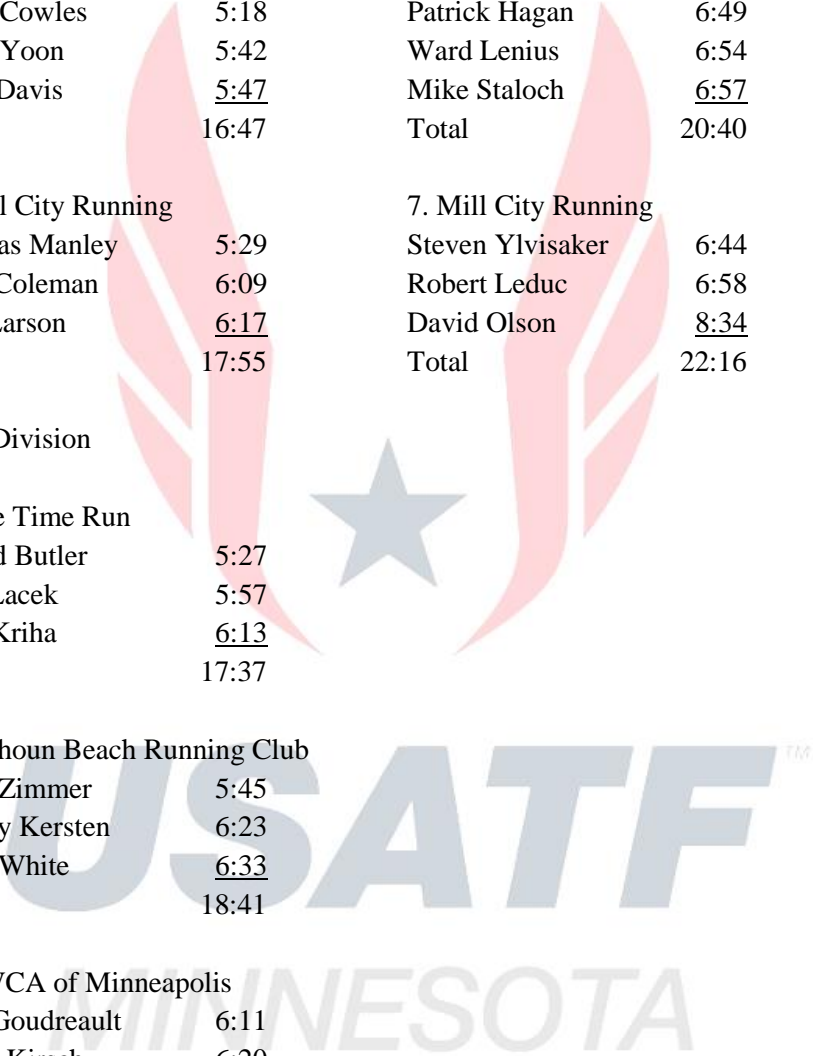 Cowles 5:18
Yoon 5:42
Davis 5:47
16:47
l City Running
as Manley 5:29
Coleman 6:09
arson 6:17
17:55
Division
e Time Run
d Butler 5:27
Lacek 5:57
Kriha 6:13
17:37
houn Beach Running Club
Zimmer 5:45
y Kersten 6:23
White 6:33
18:41
CA of Minneapolis
Goudreault 6:11
Patrick Hagan 6:49
Ward Lenius 6:54
Mike Staloch 6:57
Total 20:40
7. Mill City Running
Steven Ylvisaker 6:44
Robert Leduc 6:58
David Olson 8:34
Total 22:16
USATF TM
MINNESOTA